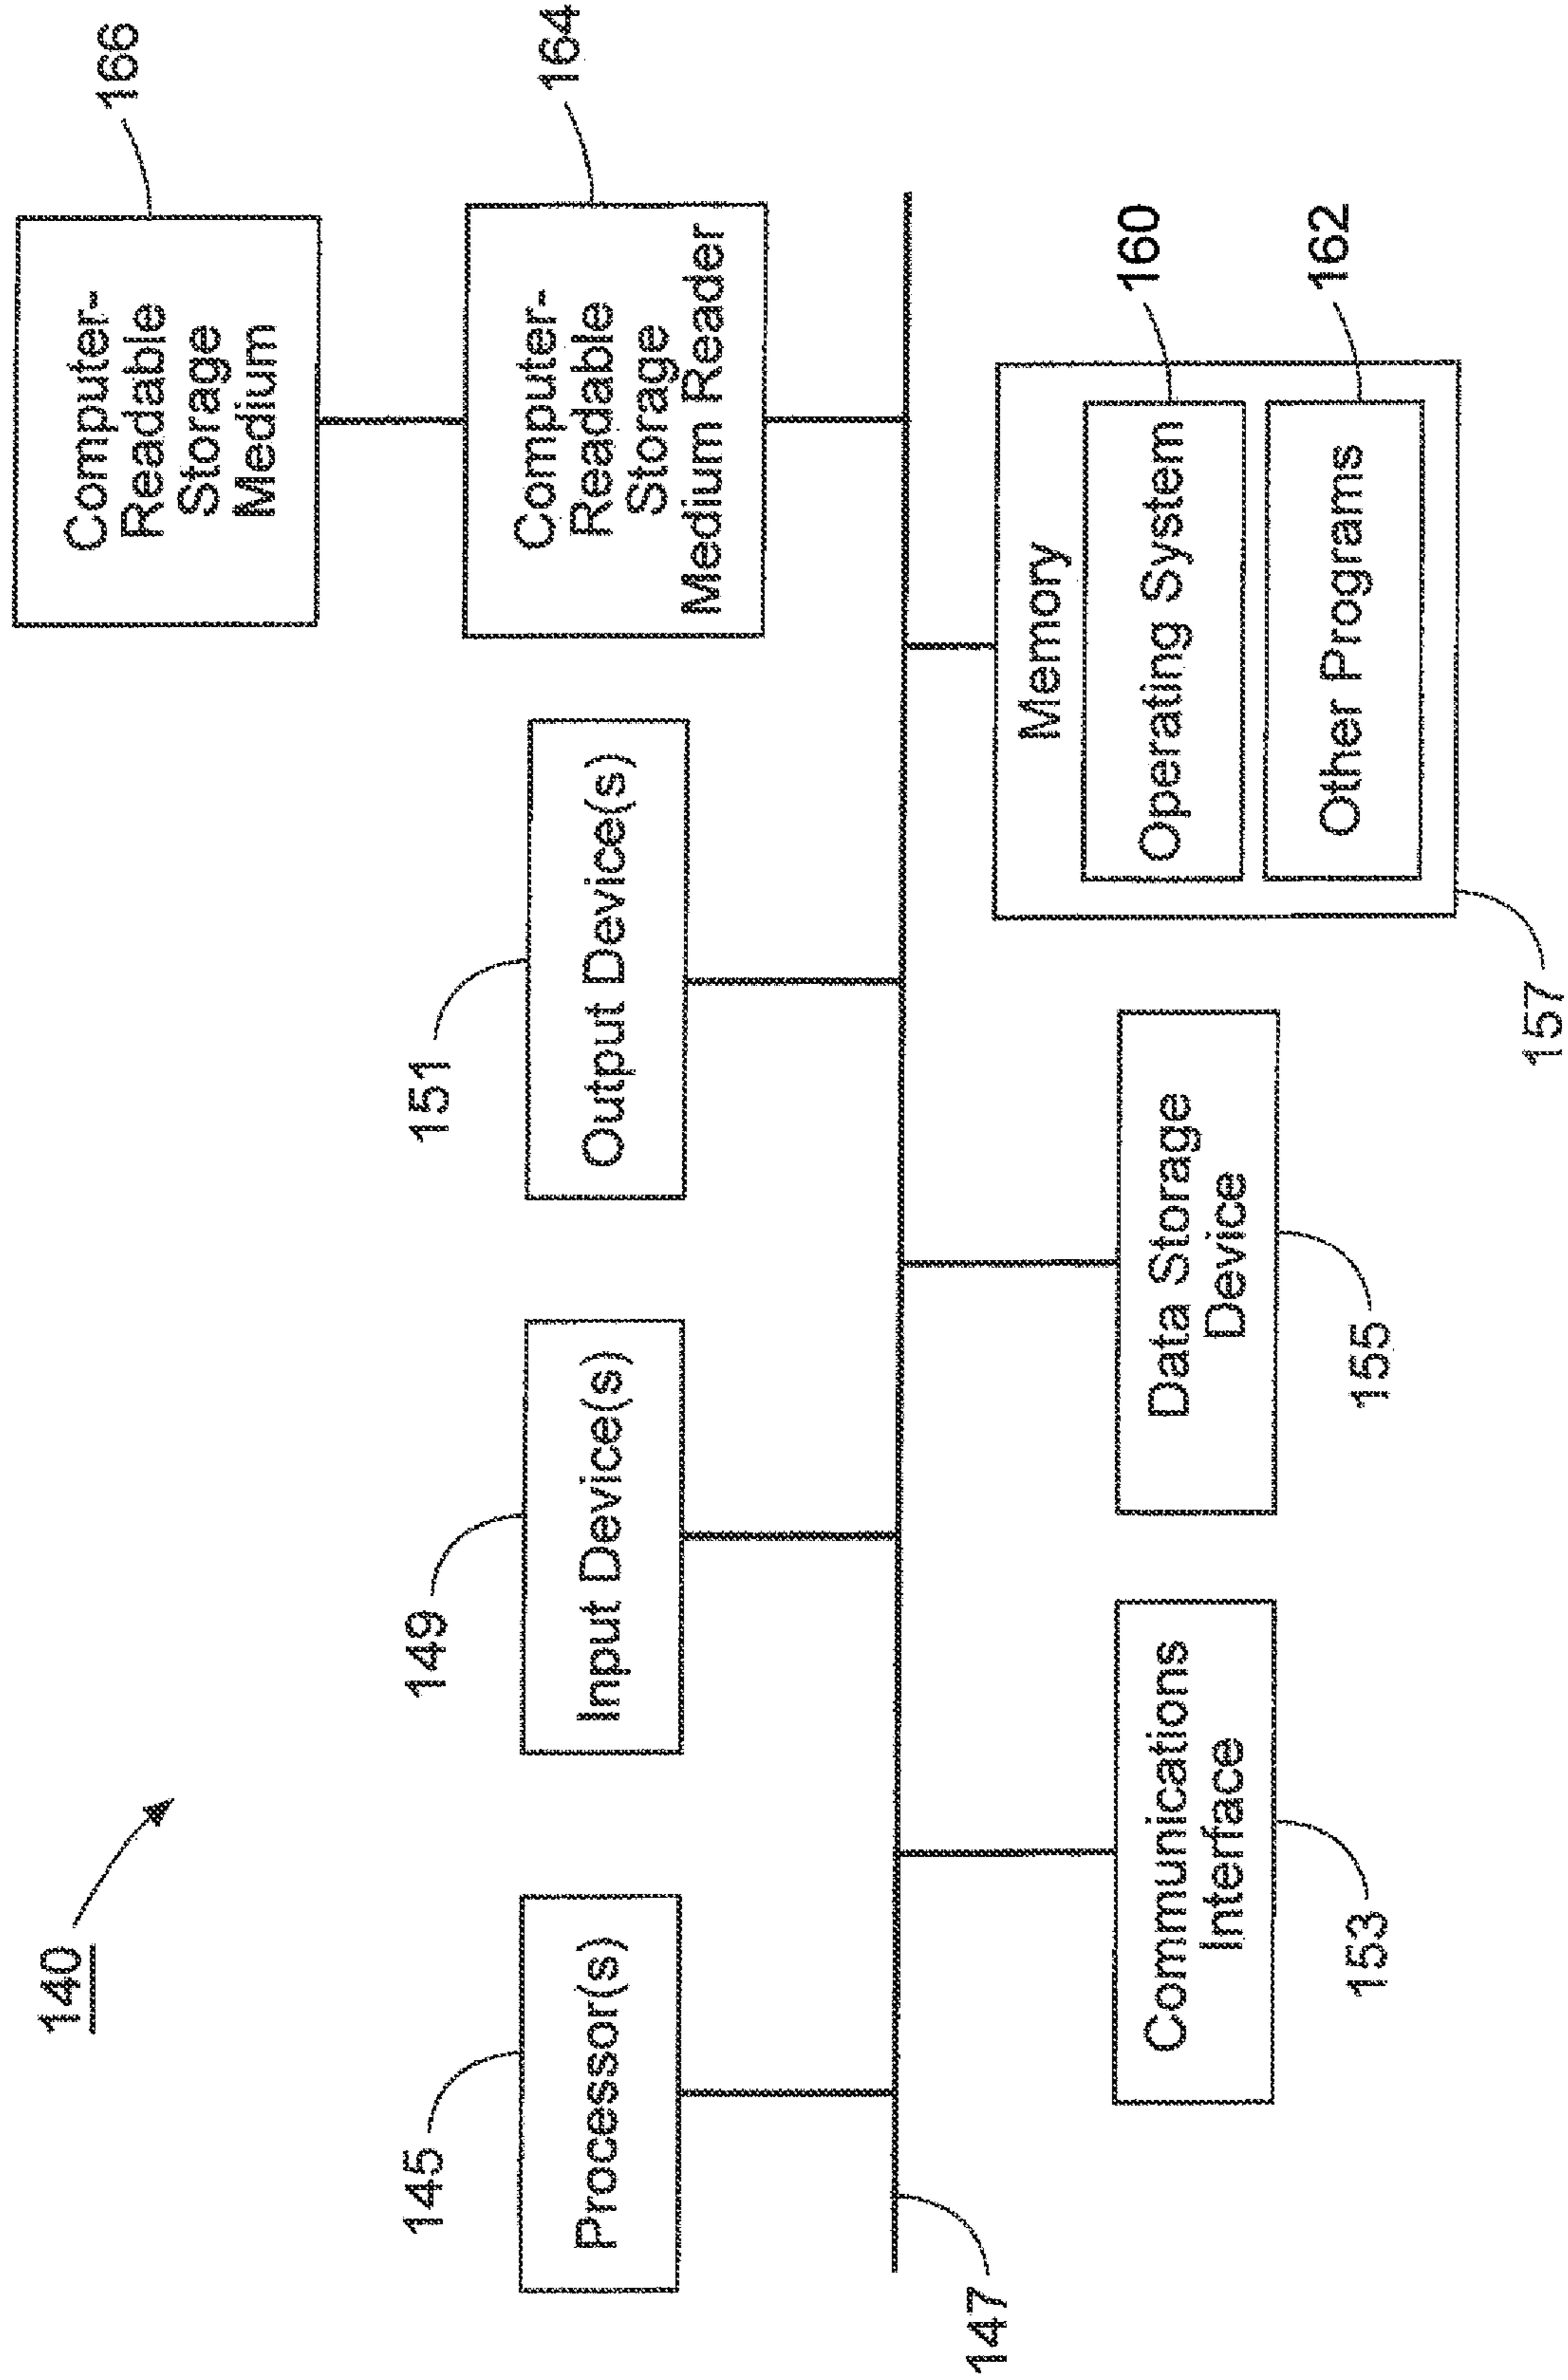 140
166
Computer-
Readable
Storage
Medium
164
Computer-
Readable
Storage
Medium Reader
145
Processor(s)
149
Input Device(s)
151
Output Device(s)
147
153
Communications
Interface
155
Data Storage
Device
157
Memory
160
Operating System
162
Other Programs